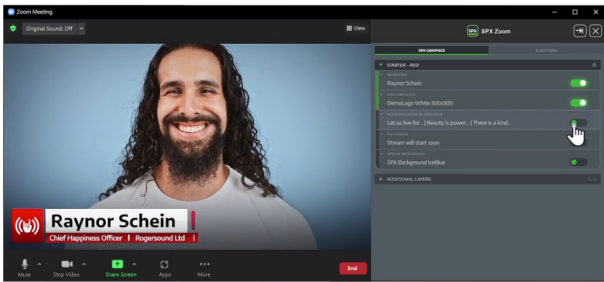 Zoom Meeting
Original Sound: Off
View
SPX SPX Zoom
SPX GRAPHICS
STARTER - RED
Raynor Schein
DemoLogo White 300x300
Let us live for... | Beauty is power... | There is a kind...
Stream will start soon
SPX Background IceBlue
ADDITIONAL LAYERS
Raynor Schein
Chief Happiness Officer | Rogersound Ltd |
Mute
Stop Video
Share Screen
Apps
More
End